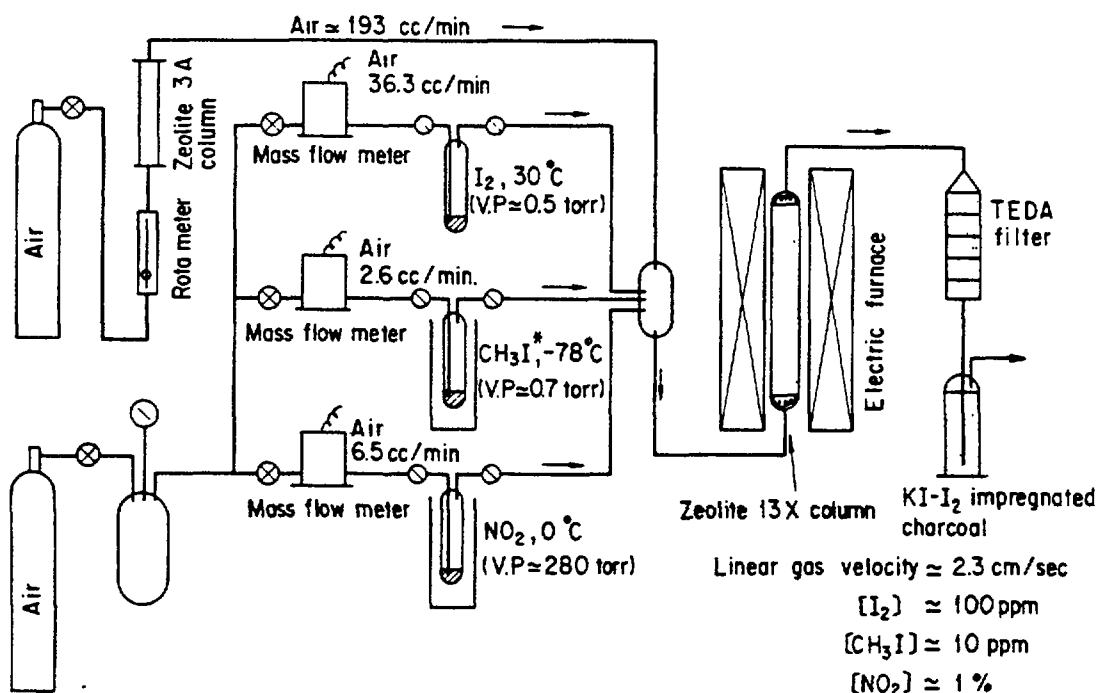 Air ≃ 193 cc/min
Air
Zeolite 3A
column
Rota meter
Air
36.3 cc/min
Mass flow meter
I₂, 30 °C
(V.P≃0.5 torr)
Air
2.6 cc/min.
Mass flow meter
CH₃I*, -78°C
(V.P≃0.7 torr)
Air
Air
6.5 cc/min
Mass flow meter
NO₂, 0 °C
(V.P≃280 torr)
Electric furnace
TEDA
filter
Zeolite 13X column
KI-I₂ impregnated
charcoal
Linear gas velocity ≃ 2.3 cm/sec
[I₂] ≃ 100 ppm
[CH₃I] ≃ 10 ppm
[NO₂] ≃ 1 %